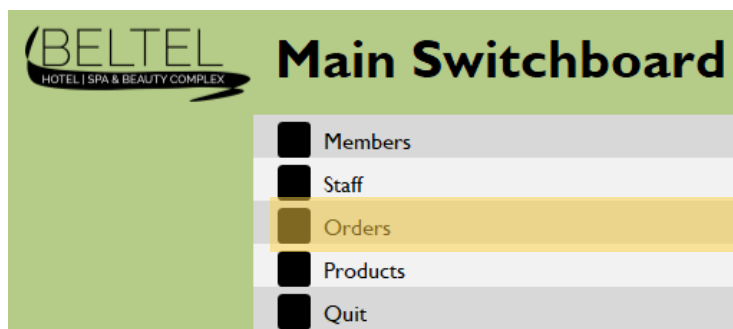 BELTEL
HOTEL | SPA & BEAUTY COMPLEX
Main Switchboard
Members
Staff
Orders
Products
Quit